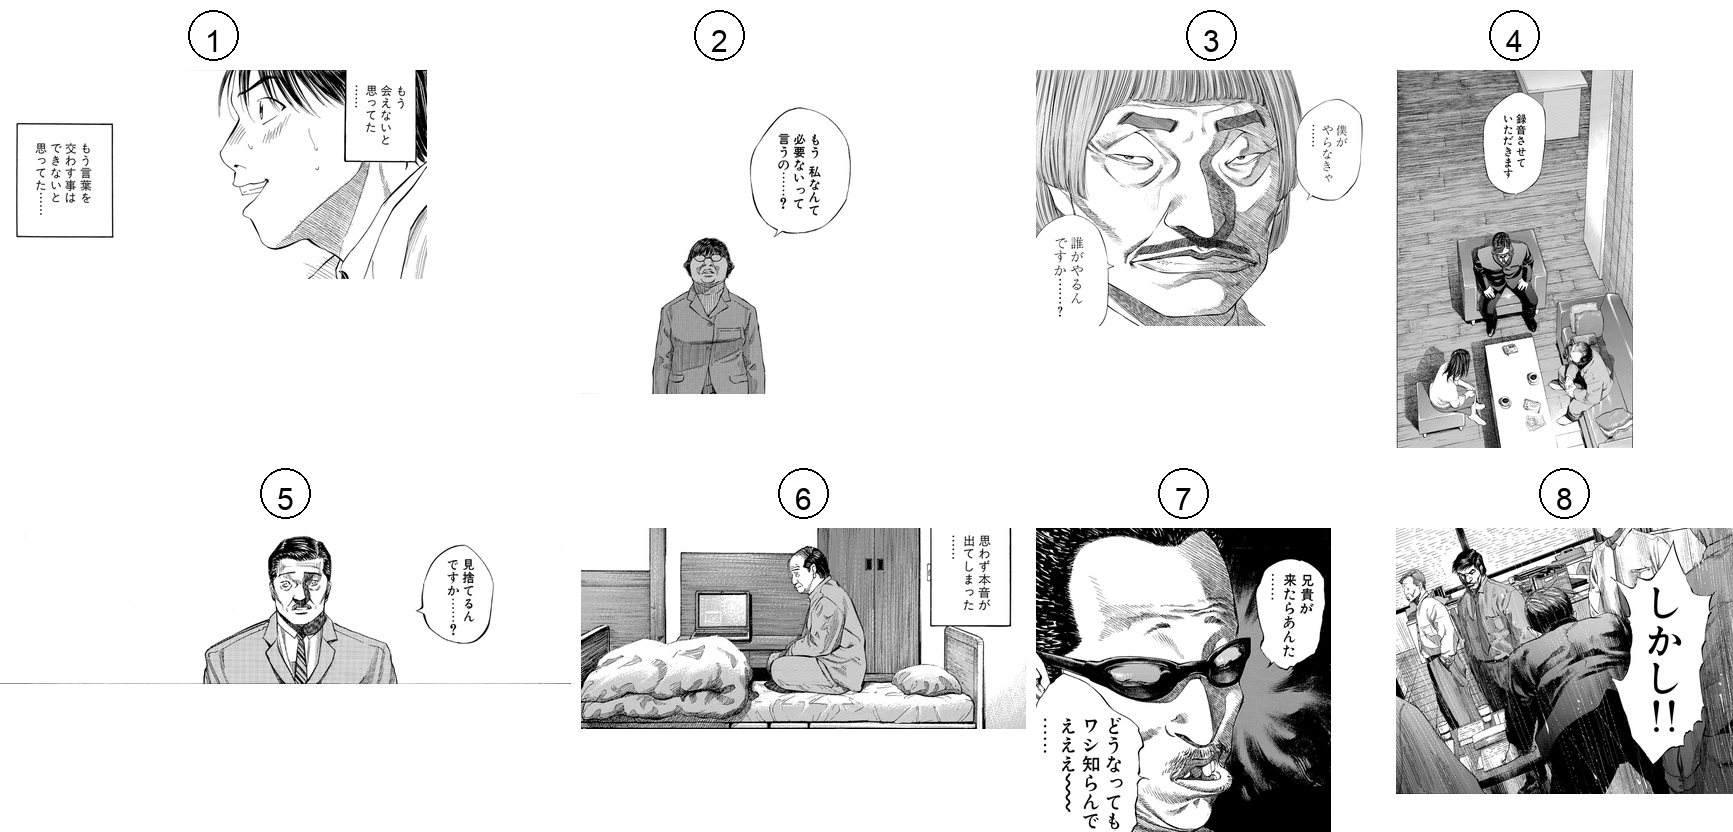 1
もう
会えないと
思ってた
……
もう言葉を
交わす事は
できないと
思ってた……
2
もう 私なんて
必要ないって
言うの……？
3
僕が
やらなきゃ
……
誰がやるん
ですか……？
4
録音させて
いただきます
5
見捨てるん
ですか……？
6
思わず本音が
出てしまった
……
7
兄貴が
来たらあんた
……
どうなっても
ワシ知らんで
えええ〜〜〜
……
8
しかし!!